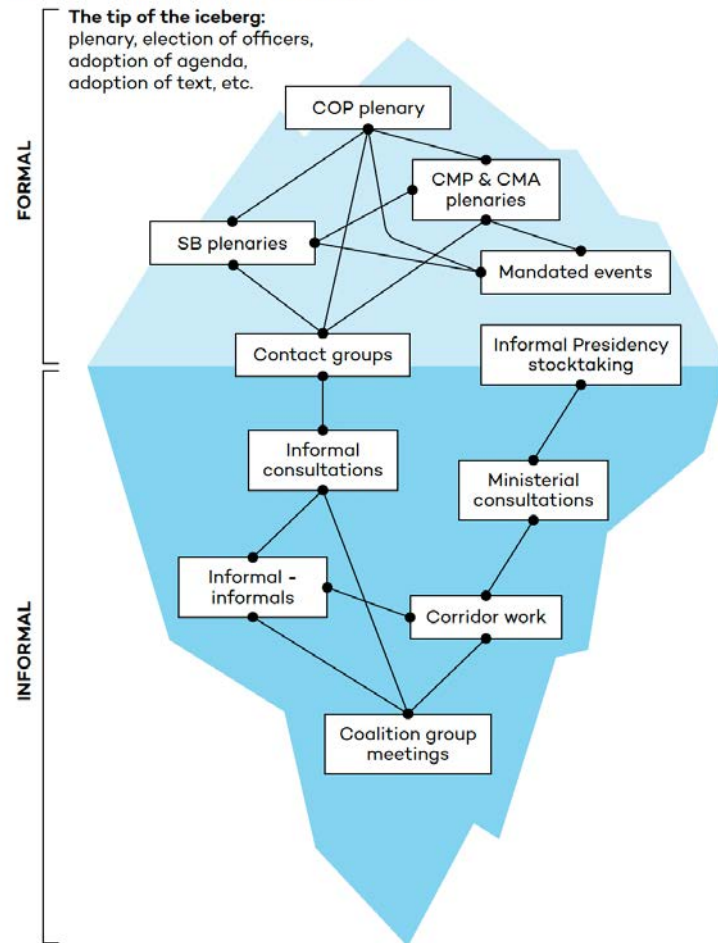 The tip of the iceberg:
plenary, election of officers,
adoption of agenda,
adoption of text, etc.
FORMAL
COP plenary
CMP & CMA
plenaries
SB plenaries
Mandated events
Contact groups
Informal Presidency
stocktaking
INFORMAL
Informal
consultations
Ministerial
consultations
Informal -
informals
Corridor work
Coalition group
meetings